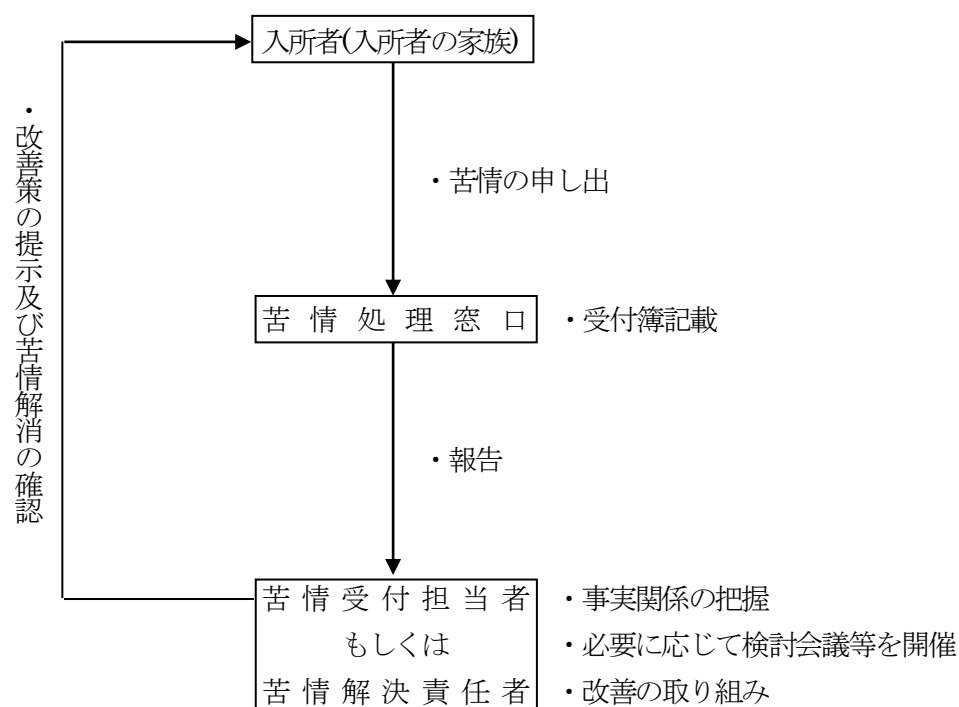 入所者(入所者の家族)
・改善策の提示及び苦情解消の確認
・苦情の申し出
苦情処理窓口
・受付簿記載
・報告
苦情受付担当者
もしくは
苦情解決責任者
・事実関係の把握
・必要に応じて検討会議等を開催
・改善の取り組み